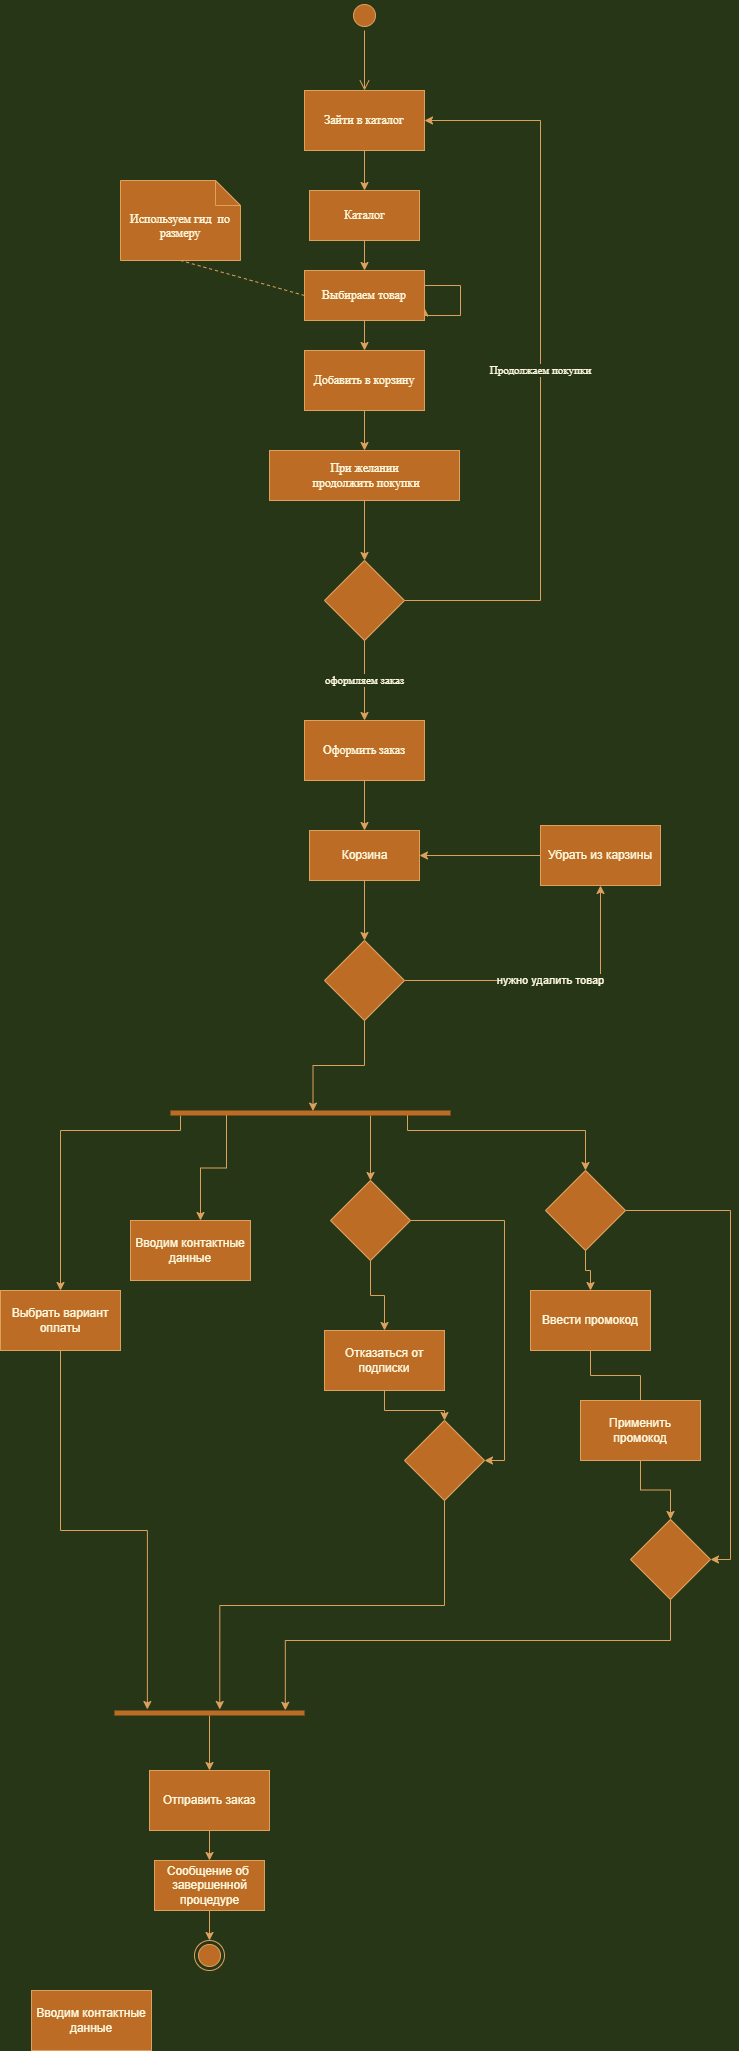 Зайти в каталог
Каталог
Используем гид по
размеру
Выбираем товар
Продолжаем покупки
Добавить в корзину
При желании
продолжить покупки
оформляем заказ
Оформить заказ
Корзина
Убрать из карзины
нужно удалить товар
Вводим контактные
данные
Выбрать вариант
оплаты
Ввести промокод
Отказаться от
подписки
Применить
промокод
Отправить заказ
Сообщение об
завершенной
процедуре
Вводим контактные
данные